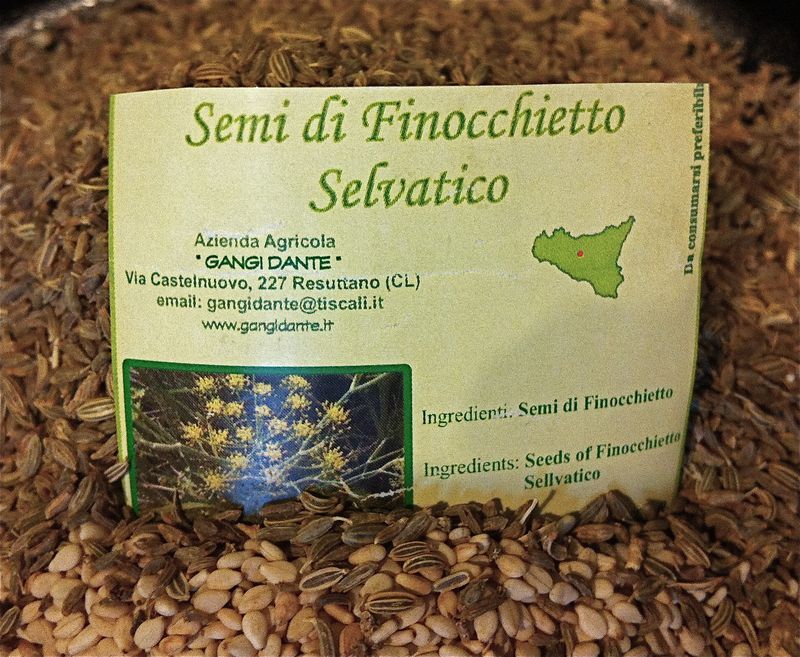 Semi di Finocchietto
Selvatico
Azienda Agricola
" GANGI DANTE "
Via Castelnuovo, 227 Resuttano (CL)
email: gangidante@tiscali.it
www.gangidante.it
Ingredienti: Semi di Finocchietto
Ingredients: Seeds of Finocchietto
Sellvatico
Da consumarsi preferibil